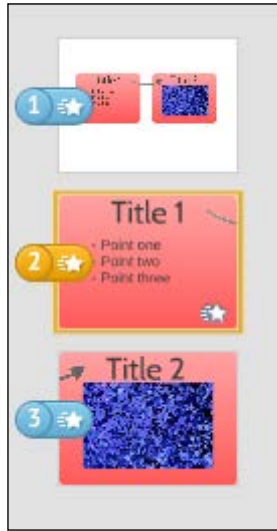 1
Title 1
2
- Point one
- Point two
- Point three
Title 2
3